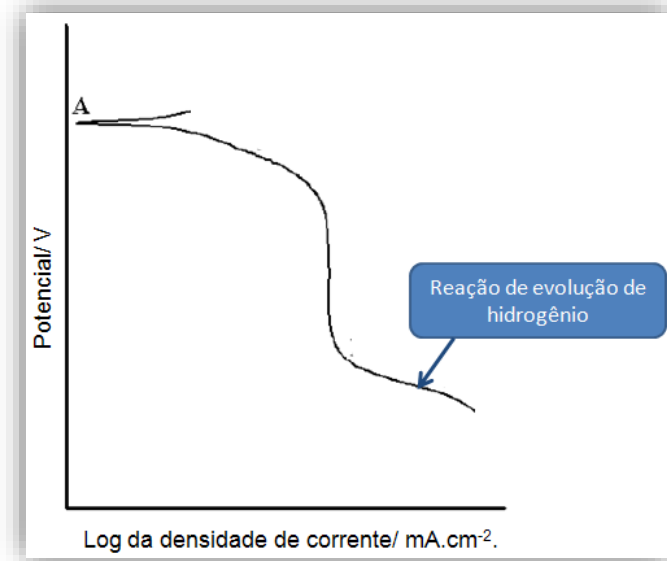 A
Potencial/ V
Reação de evolução de
hidrogênio
Log da densidade de corrente/ mA.cm-2.